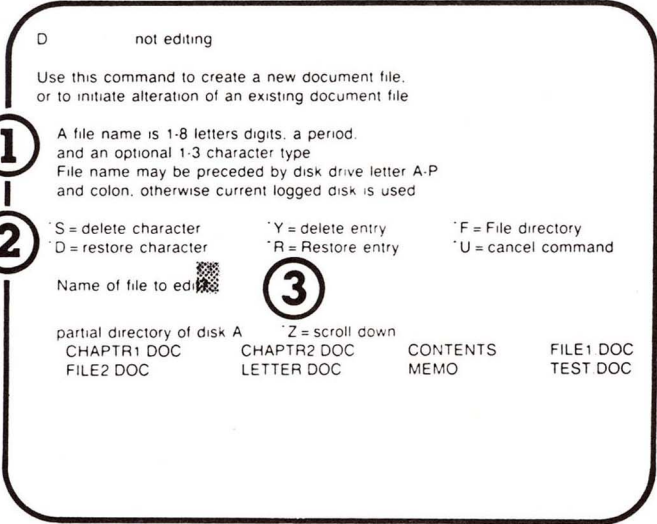 D not editing
Use this command to create a new document file.
or to initiate alteration of an existing document file
1
A file name is 1-8 letters digits. a period.
and an optional 1-3 character type
File name may be preceded by disk drive letter A-P
and colon, otherwise current logged disk is used
2
^S = delete character ^Y = delete entry ^F = File directory
^D = restore character ^R = Restore entry ^U = cancel command
Name of file to edit
3
partial directory of disk A ^Z = scroll down
CHAPTR1 DOC CHAPTR2 DOC CONTENTS FILE1 DOC
FILE2 DOC LETTER DOC MEMO TEST DOC